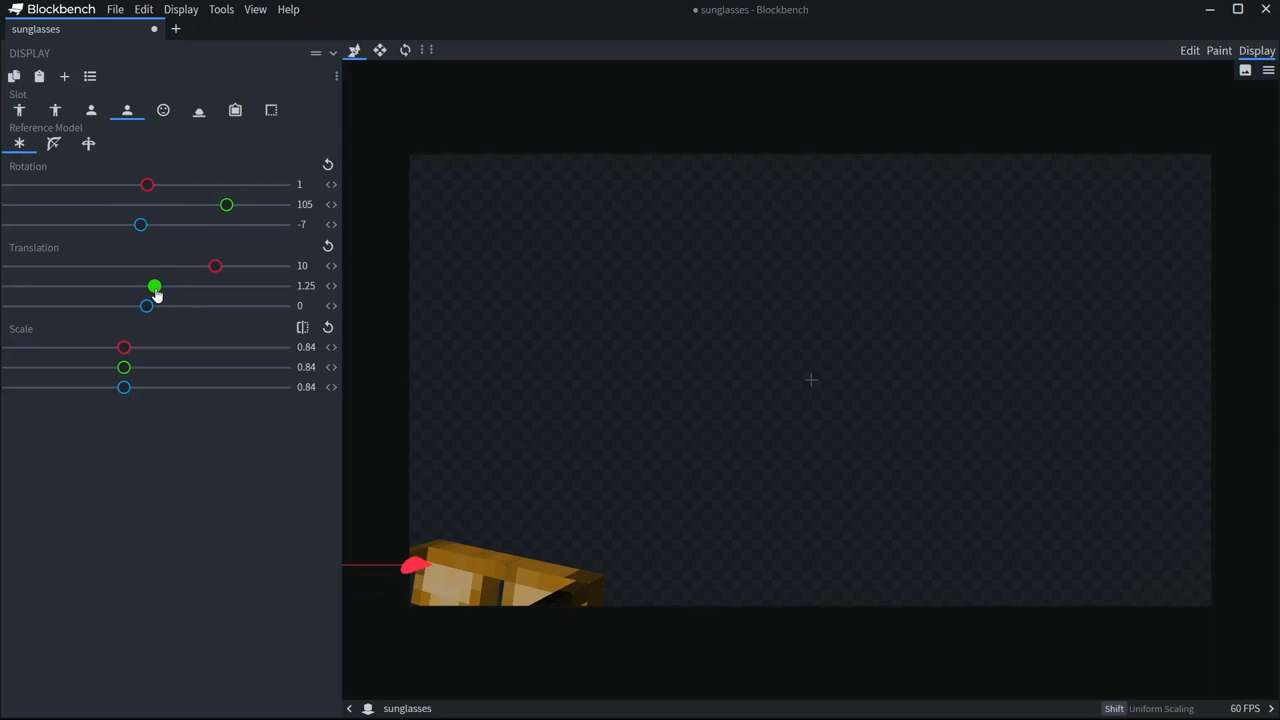 Blockbench File Edit Display Tools View Help
● sunglasses - Blockbench
sunglasses
DISPLAY
Edit Paint Display
Slot
Reference Model
Rotation
1
105
-7
Translation
10
1.25
0
Scale
0.84
0.84
0.84
sunglasses
Shift Uniform Scaling 60 FPS